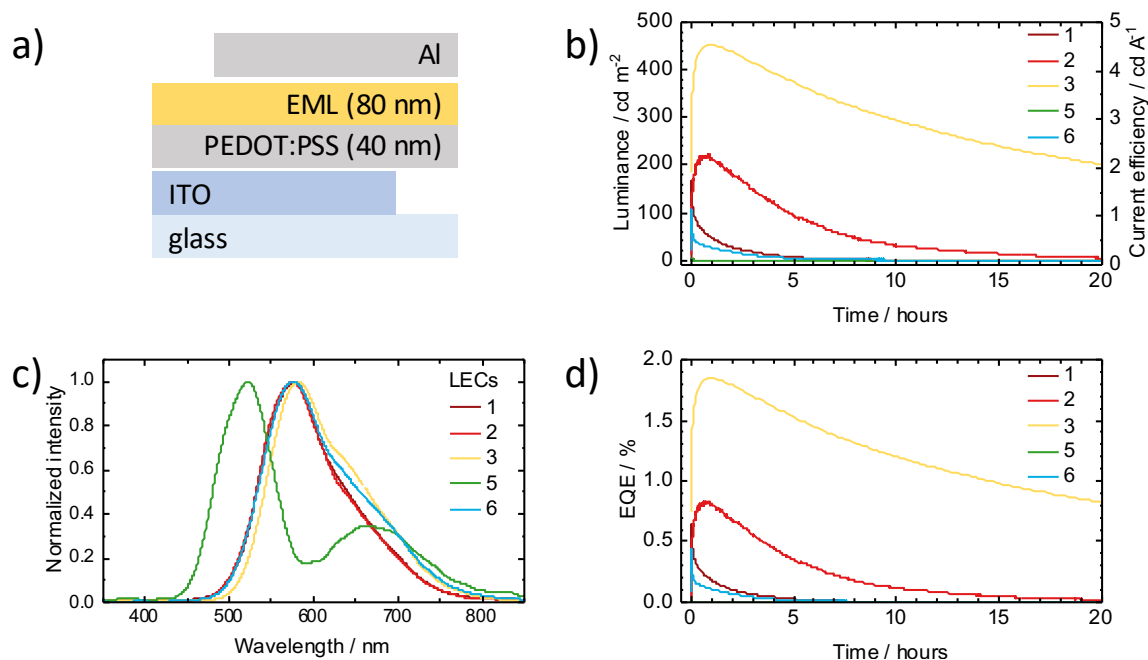 a)
Al
EML (80 nm)
PEDOT:PSS (40 nm)
ITO
glass
b)
500
400
300
200
100
0
Luminance / cd m⁻²
5
4
3
2
1
0
Current efficiency / cd A⁻¹
1
2
3
5
6
0 5 10 15 20
Time / hours
c)
1.0
0.8
0.6
0.4
0.2
0.0
Normalized intensity
LECs
1
2
3
5
6
400 500 600 700 800
Wavelength / nm
d)
2.0
1.5
1.0
0.5
0.0
EQE / %
1
2
3
5
6
0 5 10 15 20
Time / hours